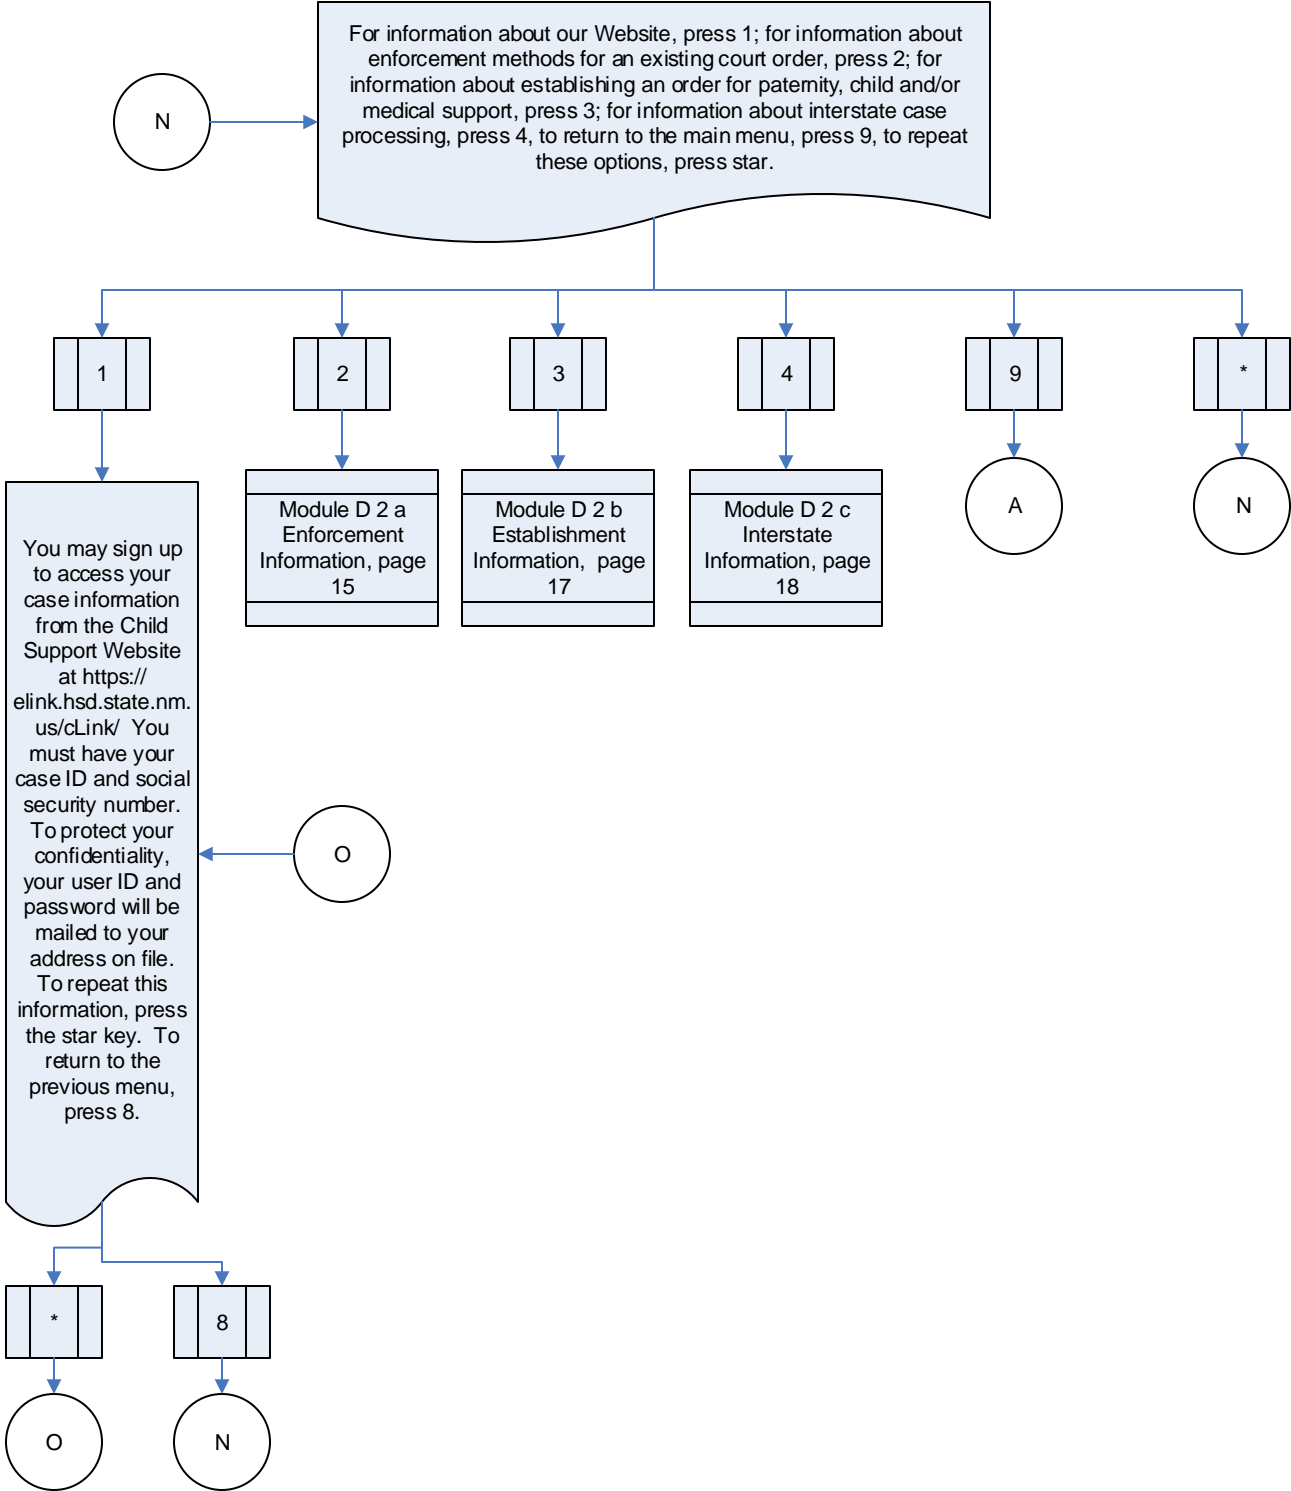 For information about our Website, press 1; for information about
enforcement methods for an existing court order, press 2; for
information about establishing an order for paternity, child and/or
medical support, press 3; for information about interstate case
processing, press 4, to return to the main menu, press 9, to repeat
these options, press star.
N
1
2
3
4
9
*
Module D 2 a
Enforcement
Information, page
15
Module D 2 b
Establishment
Information, page
17
Module D 2 c
Interstate
Information, page
18
A
N
You may sign up
to access your
case information
from the Child
Support Website
at https://
elink.hsd.state.nm.
us/cLink/ You
must have your
case ID and social
security number.
To protect your
confidentiality,
your user ID and
password will be
mailed to your
address on file.
To repeat this
information, press
the star key. To
return to the
previous menu,
press 8.
O
*
8
O
N